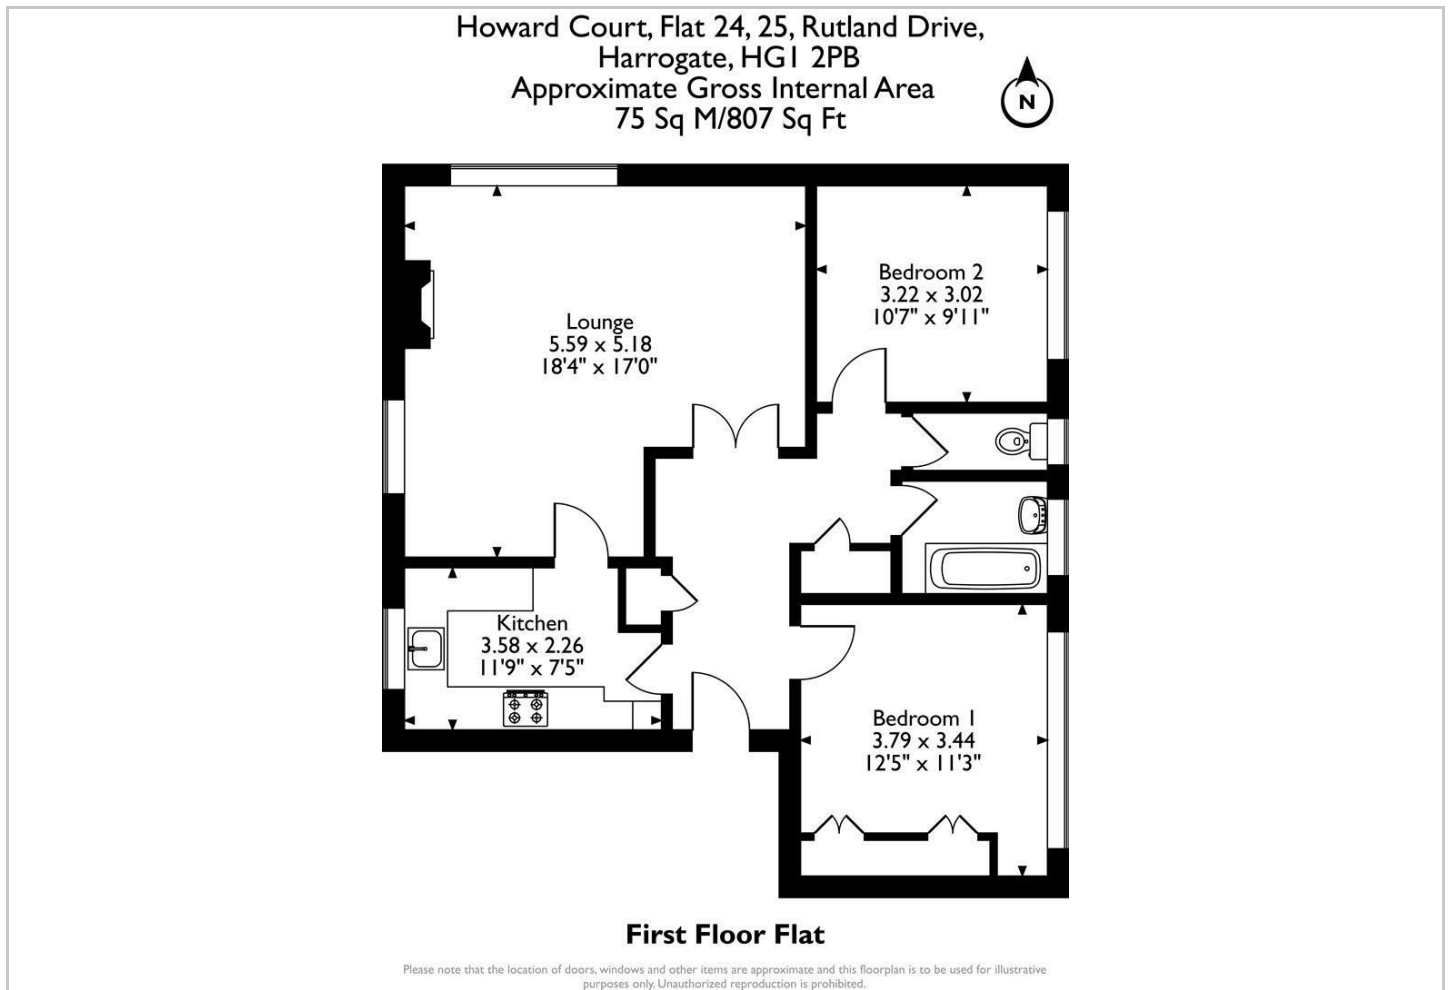 Howard Court, Flat 24, 25, Rutland Drive,
Harrogate, HG1 2PB
Approximate Gross Internal Area
75 Sq M/807 Sq Ft
N
Bedroom 2
3.22 x 3.02
10'7" x 9'11"
Lounge
5.59 x 5.18
18'4" x 17'0"
Kitchen
3.58 x 2.26
11'9" x 7'5"
Bedroom 1
3.79 x 3.44
12'5" x 11'3"
First Floor Flat
Please note that the location of doors, windows and other items are approximate and this floorplan is to be used for illustrative
purposes only. Unauthorized reproduction is prohibited.